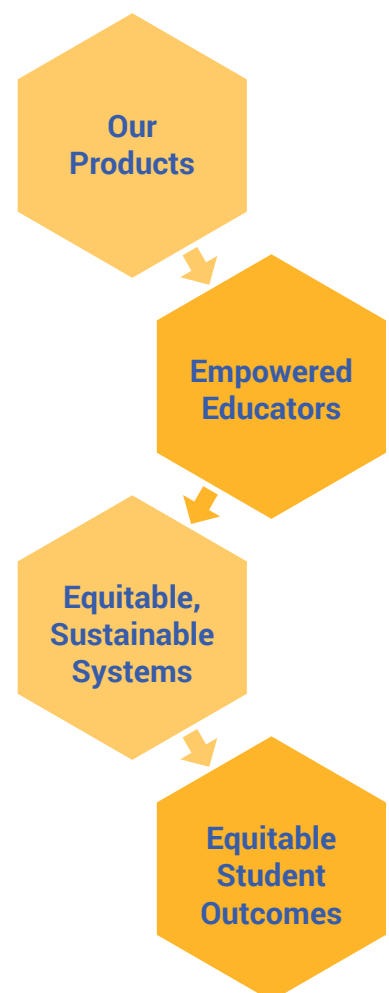 Our
Products
Empowered
Educators
Equitable,
Sustainable
Systems
Equitable
Student
Outcomes